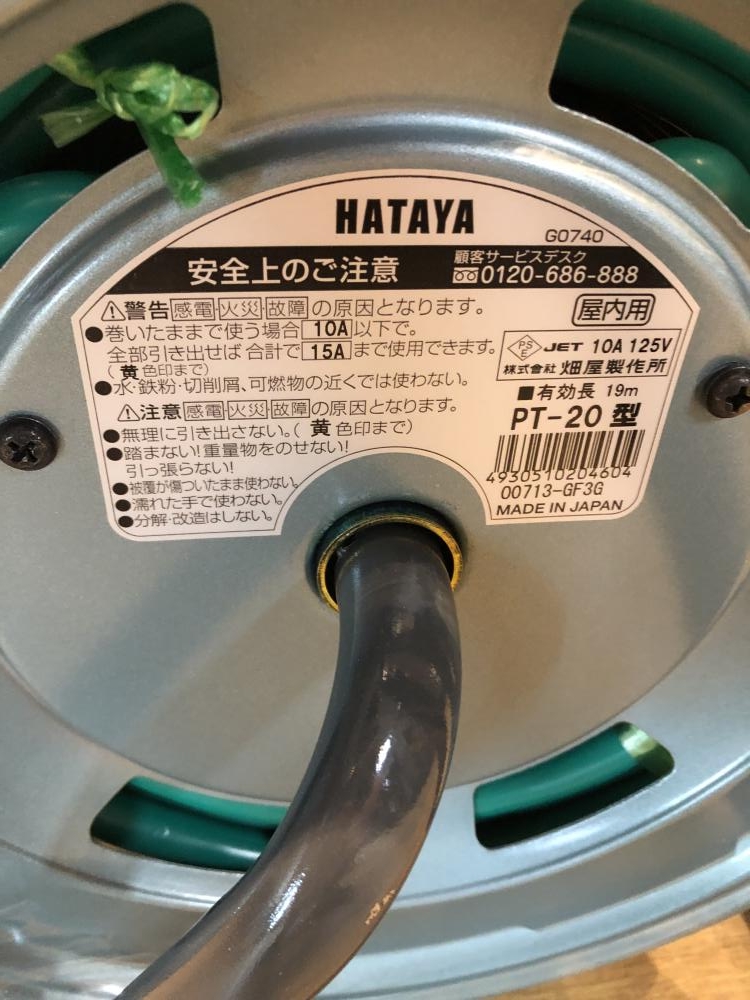 HATAYA
G0740
安全上のご注意
顧客サービスデスク
0120-686-888
警告 感電・火災・故障 の原因となります。
●巻いたままで使う場合 10A 以下で。
全部引き出せば 合計で 15A まで使用できます。
(黄色印まで)
●水・鉄粉・切削屑、可燃物の近くでは使わない。
注意 感電・火災・故障 の原因となります。
●無理に引き出さない。(黄色印まで)
●踏まない!重量物をのせない!
引っ張らない!
●被覆が傷ついたまま使わない。
●濡れた手で使わない。
●分解・改造はしない。
屋内用
PSE JET 10A 125V
株式会社 畑屋製作所
■有効長 19m
PT-20型
4930510204604
00713-GF3G
MADE IN JAPAN